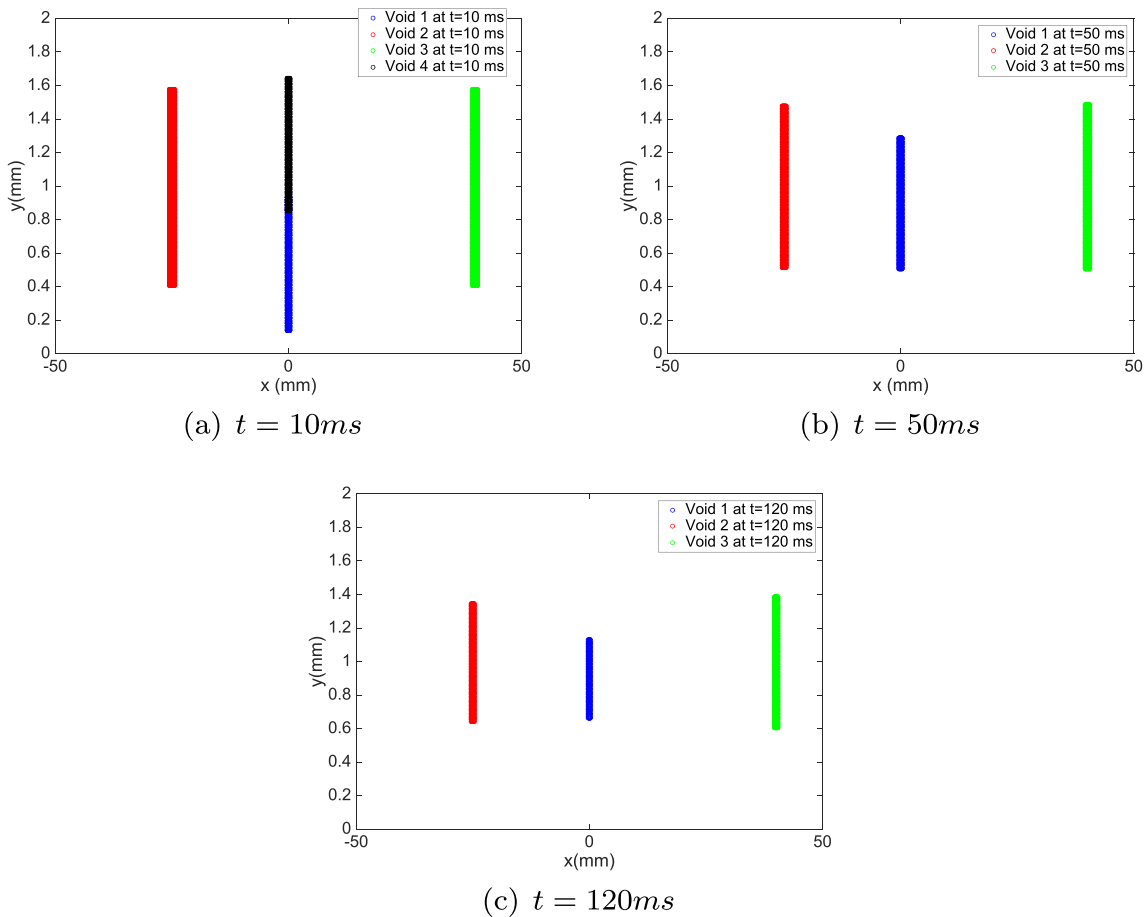 2
1.8
1.6
1.4
1.2
1
0.8
0.6
0.4
0.2
0
y(mm)
-50
0
50
x (mm)
Void 1 at t=10 ms
Void 2 at t=10 ms
Void 3 at t=10 ms
Void 4 at t=10 ms
(a) t = 10ms
2
1.8
1.6
1.4
1.2
1
0.8
0.6
0.4
0.2
0
y(mm)
-50
0
50
x (mm)
Void 1 at t=50 ms
Void 2 at t=50 ms
Void 3 at t=50 ms
(b) t = 50ms
2
1.8
1.6
1.4
1.2
1
0.8
0.6
0.4
0.2
0
y(mm)
-50
0
50
x(mm)
Void 1 at t=120 ms
Void 2 at t=120 ms
Void 3 at t=120 ms
(c) t = 120ms